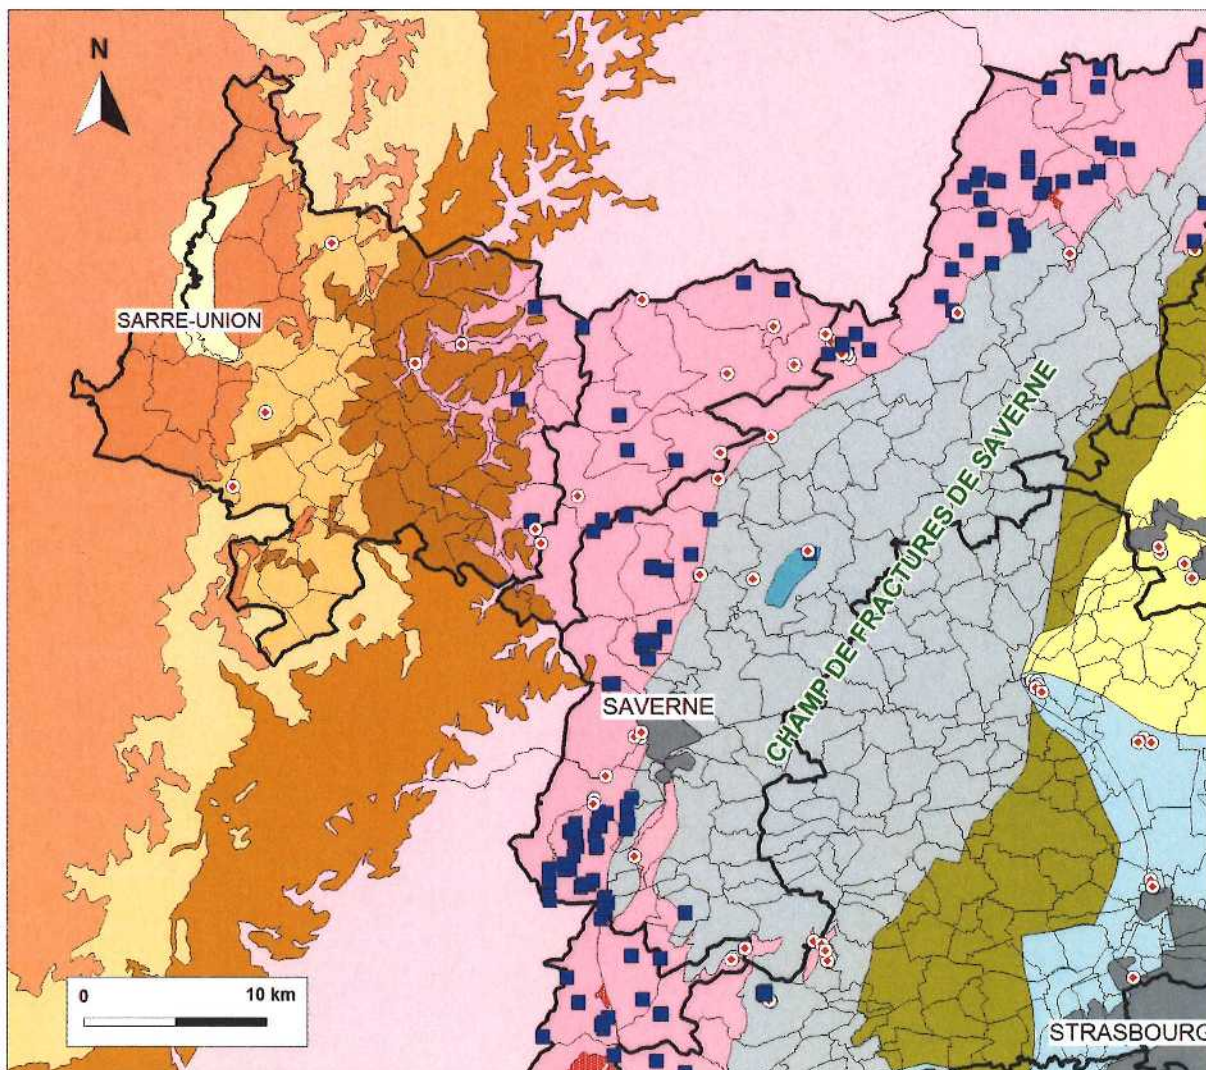 N
SARRE-UNION
CHAMP DE FRACTURES DE SAVERNE
SAVERNE
0 10 km
STRASBOURG